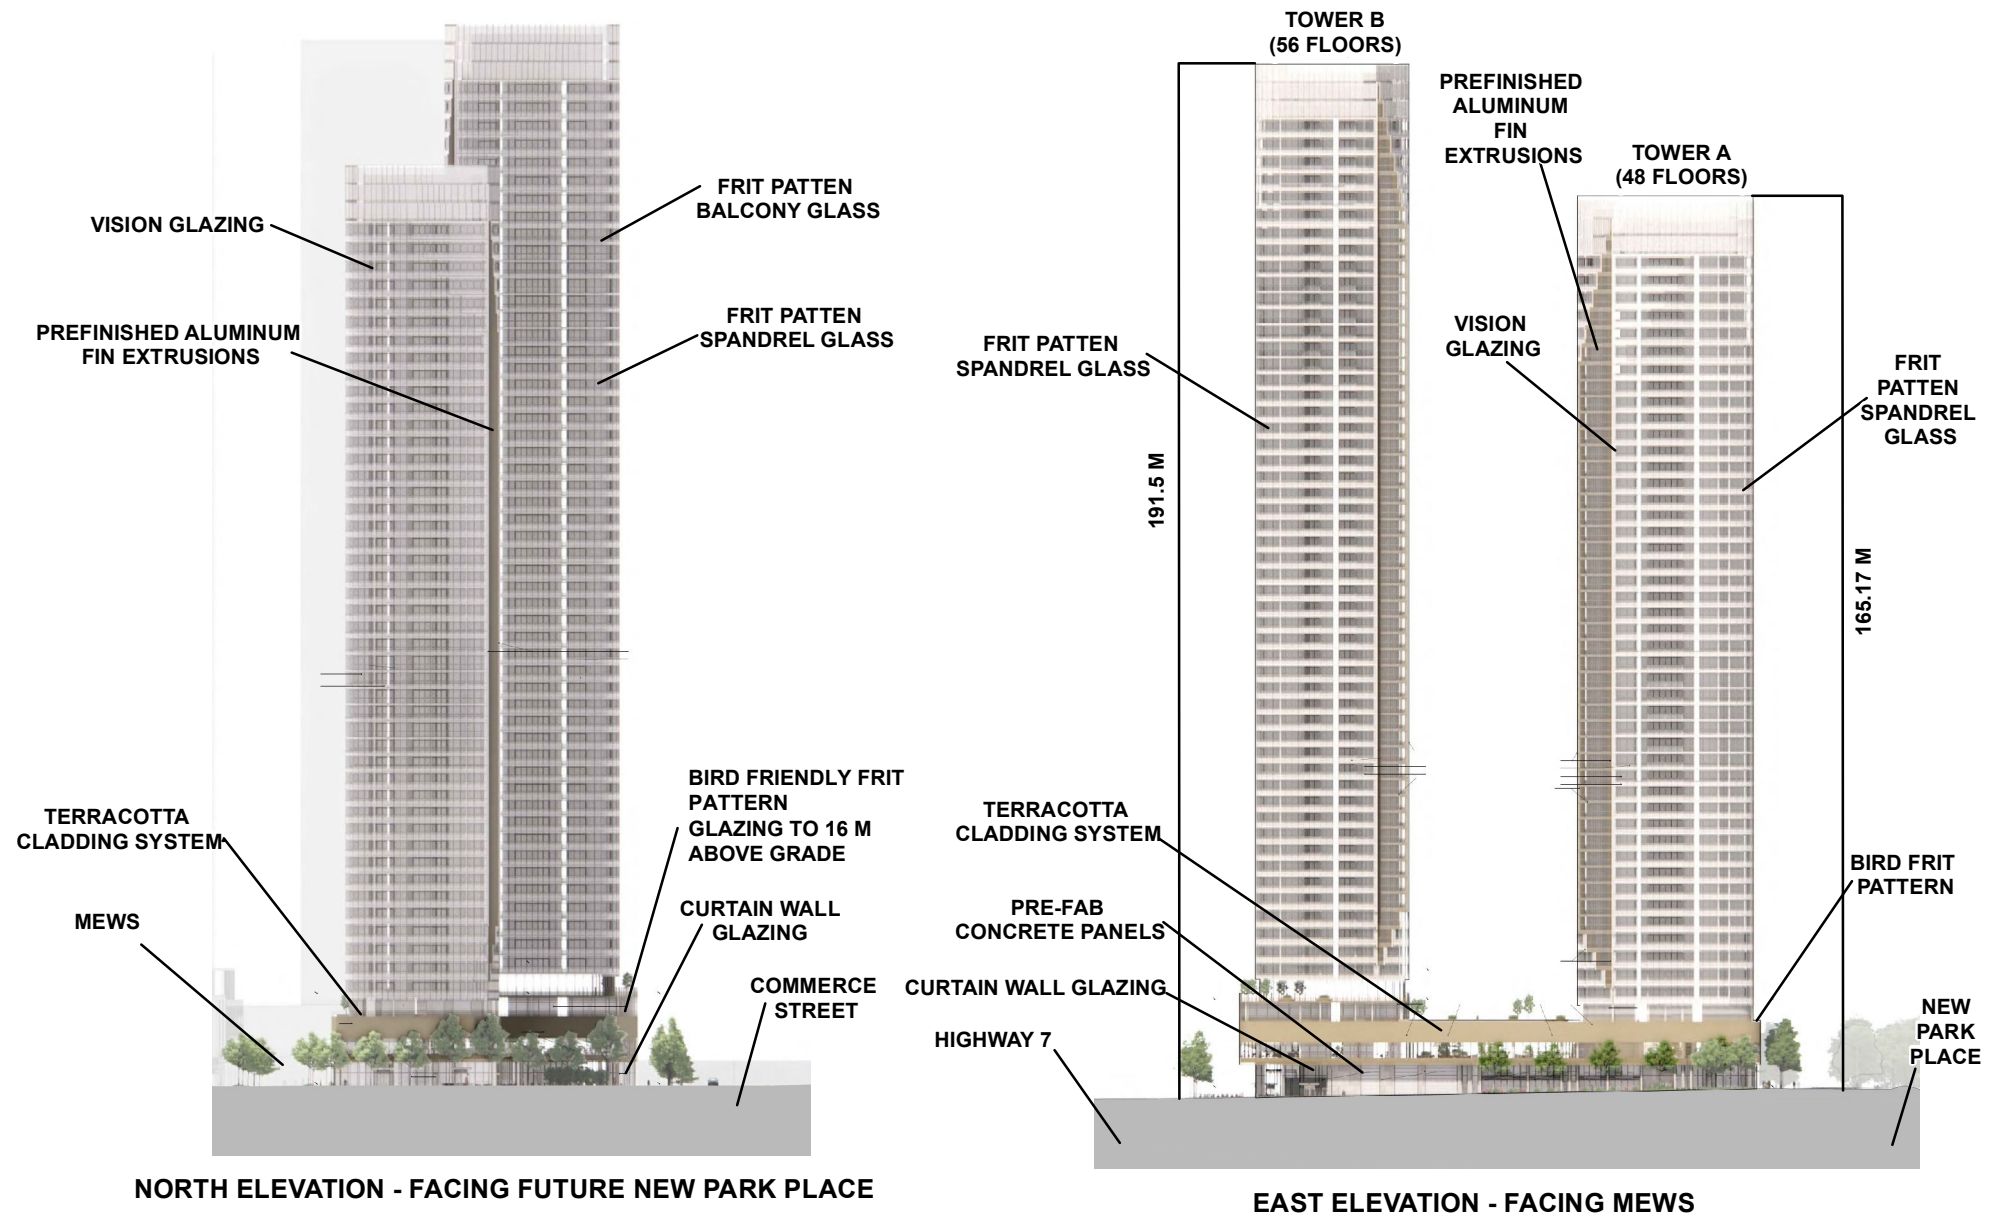 VISION GLAZING
PREFINISHED ALUMINUM
FIN EXTRUSIONS
TERRACOTTA
CLADDING SYSTEM
MEWS
FRIT PATTEN
BALCONY GLASS
FRIT PATTEN
SPANDREL GLASS
BIRD FRIENDLY FRIT
PATTERN
GLAZING TO 16 M
ABOVE GRADE
CURTAIN WALL
GLAZING
COMMERCE
STREET
NORTH ELEVATION - FACING FUTURE NEW PARK PLACE
TOWER B
(56 FLOORS)
PREFINISHED
ALUMINUM
FIN
EXTRUSIONS
TOWER A
(48 FLOORS)
FRIT PATTEN
SPANDREL GLASS
VISION
GLAZING
FRIT
PATTEN
SPANDREL
GLASS
191.5 M
165.17 M
TERRACOTTA
CLADDING SYSTEM
PRE-FAB
CONCRETE PANELS
CURTAIN WALL GLAZING
HIGHWAY 7
BIRD FRIT
PATTERN
NEW
PARK
PLACE
EAST ELEVATION - FACING MEWS